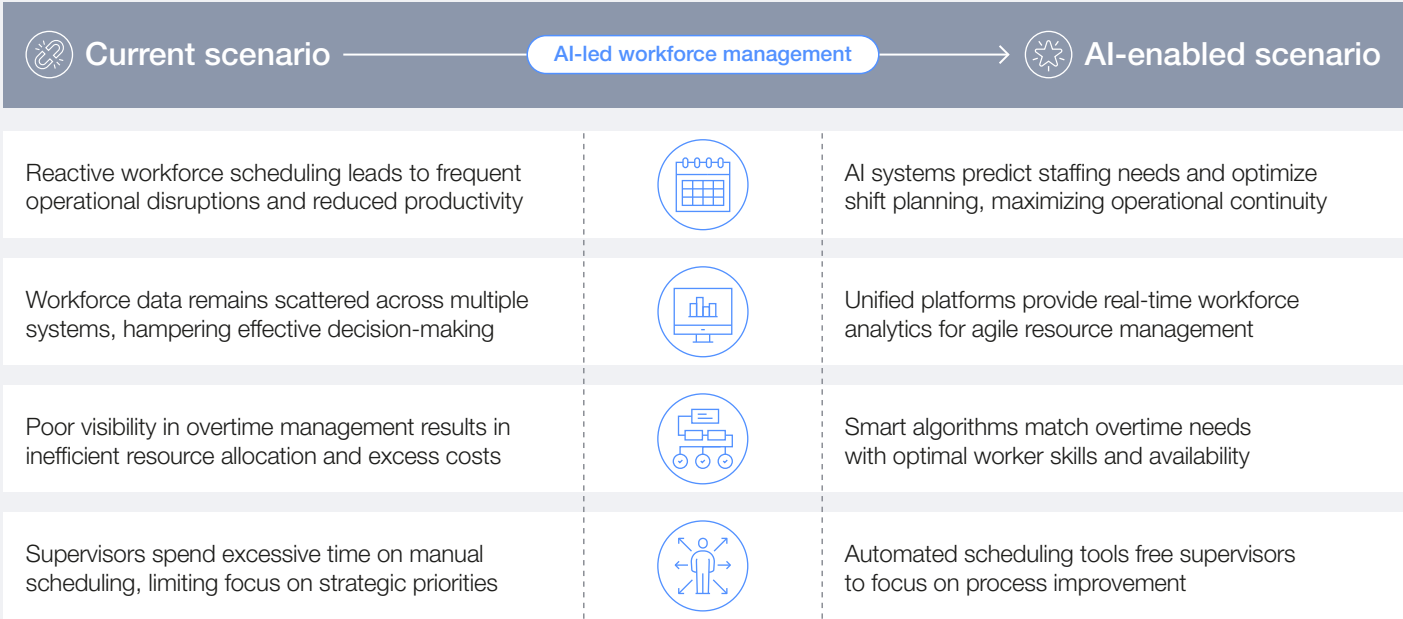 Current scenario
AI-led workforce management
AI-enabled scenario
Reactive workforce scheduling leads to frequent
operational disruptions and reduced productivity
AI systems predict staffing needs and optimize
shift planning, maximizing operational continuity
Workforce data remains scattered across multiple
systems, hampering effective decision-making
Unified platforms provide real-time workforce
analytics for agile resource management
Poor visibility in overtime management results in
inefficient resource allocation and excess costs
Smart algorithms match overtime needs
with optimal worker skills and availability
Supervisors spend excessive time on manual
scheduling, limiting focus on strategic priorities
Automated scheduling tools free supervisors
to focus on process improvement